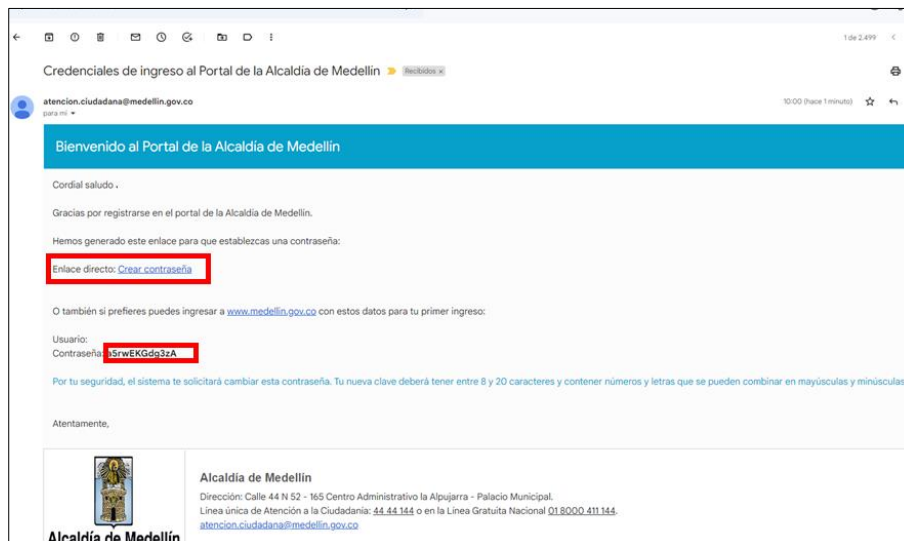 1 de 2.499
Credenciales de ingreso al Portal de la Alcaldía de Medellín Recibidos x
atencion.ciudadana@medellin.gov.co 10:00 (hace 1 minuto)
para mí
Bienvenido al Portal de la Alcaldía de Medellín
Cordial saludo .
Gracias por registrarse en el portal de la Alcaldía de Medellín.
Hemos generado este enlace para que establezcas una contraseña:
Enlace directo: Crear contraseña
O también si prefieres puedes ingresar a www.medellin.gov.co con estos datos para tu primer ingreso:
Usuario:
Contraseña: a5rwEKGdg3zA
Por tu seguridad, el sistema te solicitará cambiar esta contraseña. Tu nueva clave deberá tener entre 8 y 20 caracteres y contener números y letras que se pueden combinar en mayúsculas y minúsculas
Atentamente,
Alcaldía de Medellín
Dirección: Calle 44 N 52 - 165 Centro Administrativo la Alpujarra - Palacio Municipal.
Línea única de Atención a la Ciudadanía: 44 44 144 o en la Línea Gratuita Nacional 01 8000 411 144.
atencion.ciudadana@medellin.gov.co
Alcaldía de Medellín